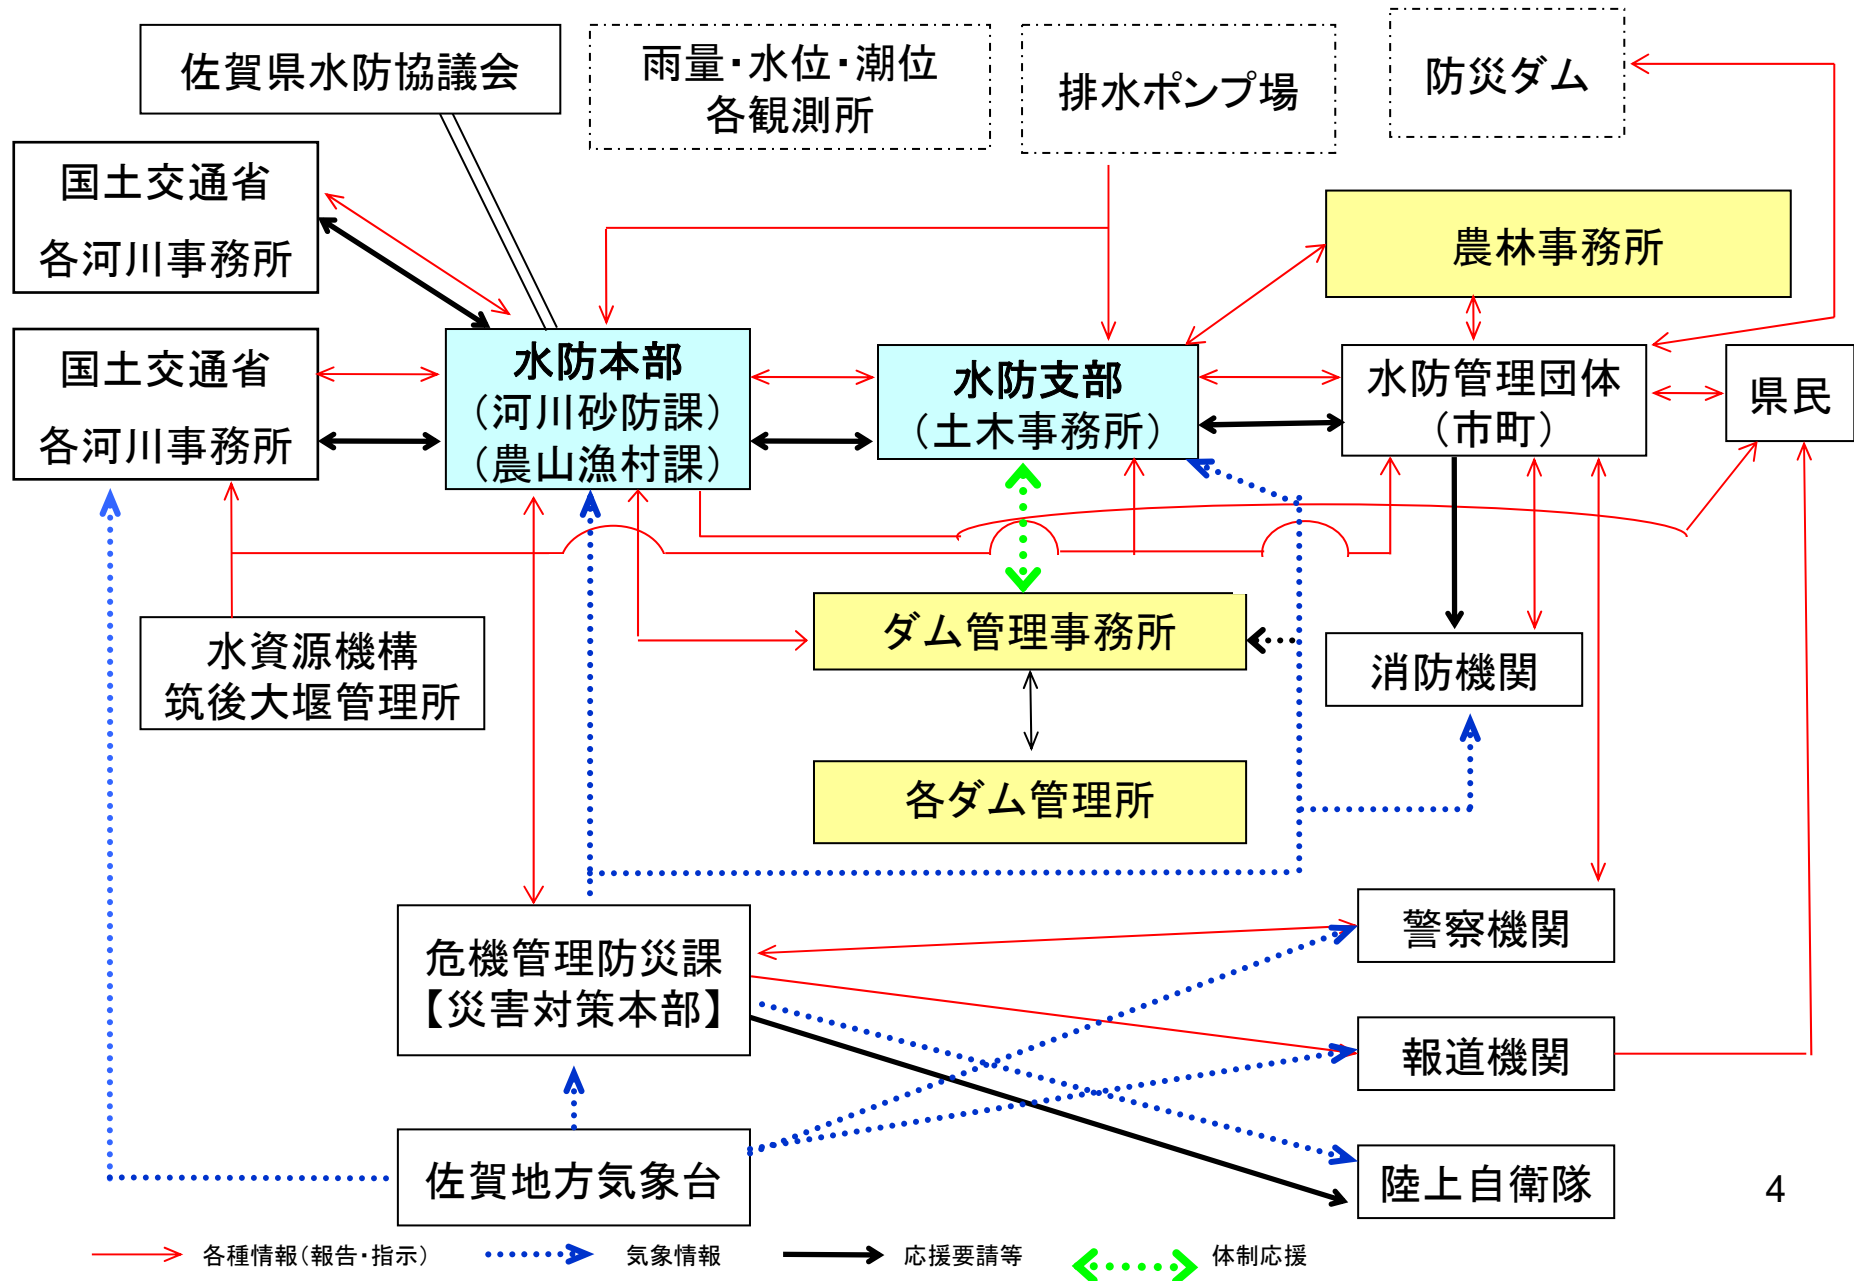 佐賀県水防協議会
雨量・水位・潮位
各観測所
排水ポンプ場
防災ダム
国土交通省
各河川事務所
農林事務所
国土交通省
各河川事務所
水防本部
（河川砂防課）
（農山漁村課）
水防支部
（土木事務所）
水防管理団体
（市町）
県民
水資源機構
筑後大堰管理所
ダム管理事務所
消防機関
各ダム管理所
危機管理防災課
【災害対策本部】
警察機関
報道機関
佐賀地方気象台
陸上自衛隊
4
各種情報（報告・指示）
気象情報
応援要請等
体制応援